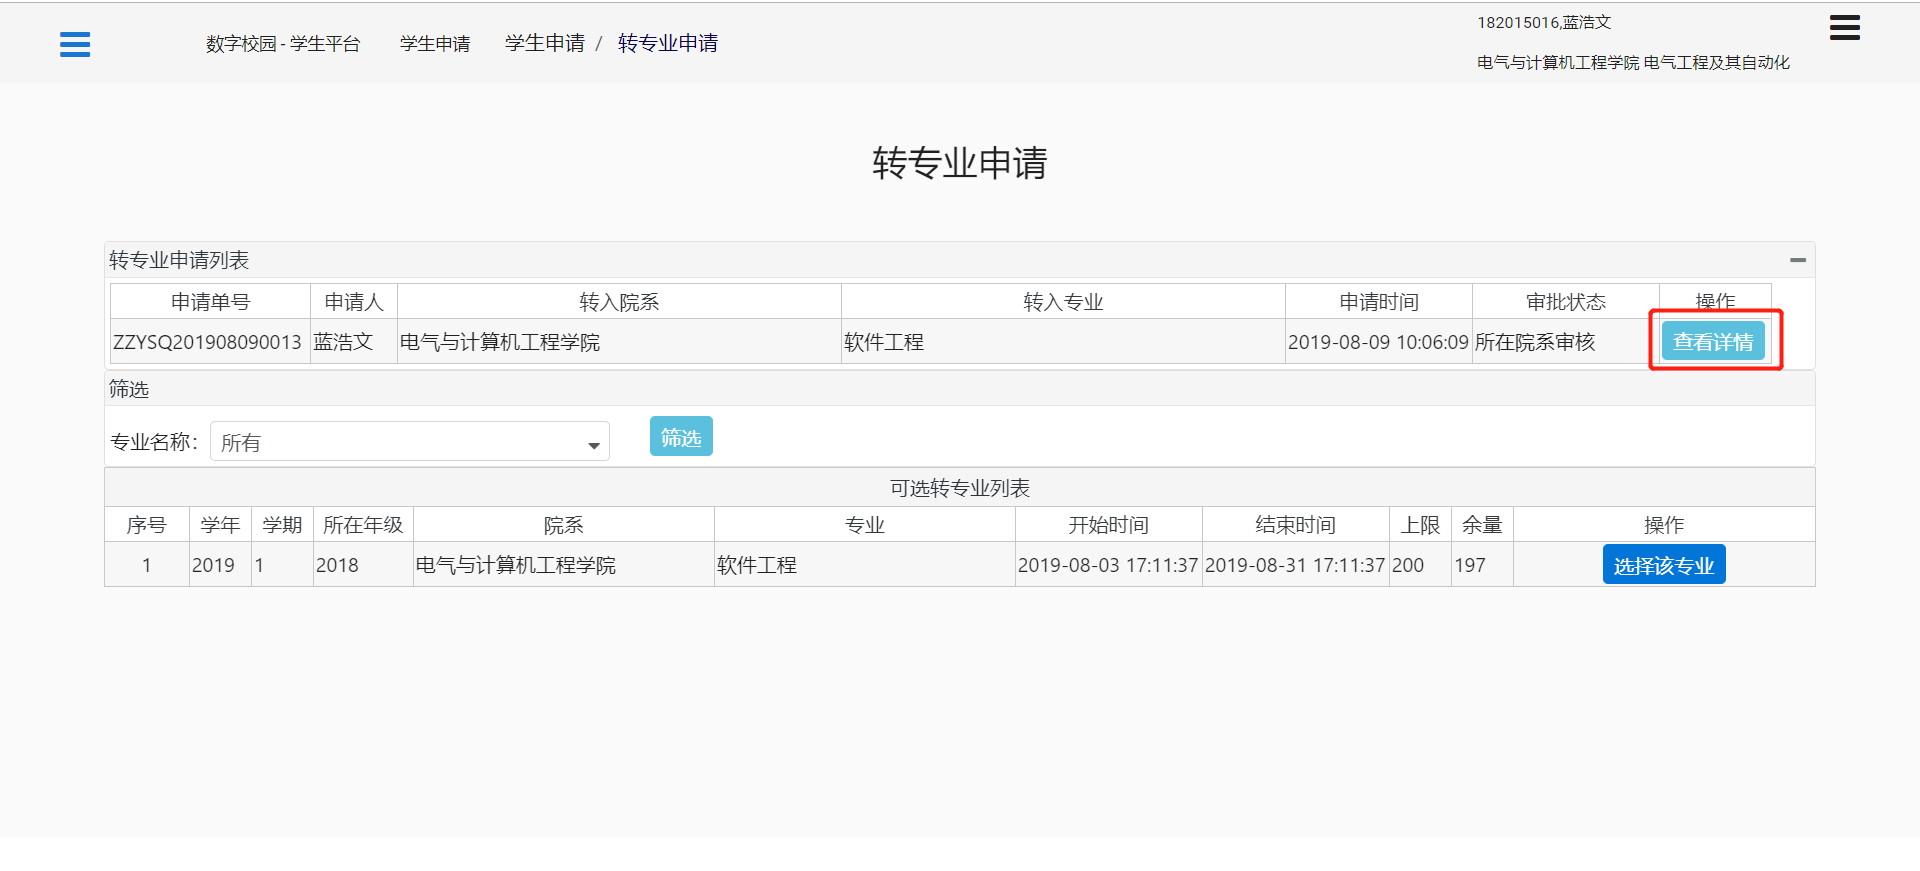 数字校园 - 学生平台 学生申请 学生申请 / 转专业申请
182015016,蓝浩文
电气与计算机工程学院 电气工程及其自动化
转专业申请
转专业申请列表
申请单号 申请人 转入院系 转入专业 申请时间 审批状态 操作
ZZYSQ201908090013 蓝浩文 电气与计算机工程学院 软件工程 2019-08-09 10:06:09 所在院系审核 查看详情
筛选
专业名称： 所有 筛选
可选转专业列表
序号 学年 学期 所在年级 院系 专业 开始时间 结束时间 上限 余量 操作
1 2019 1 2018 电气与计算机工程学院 软件工程 2019-08-03 17:11:37 2019-08-31 17:11:37 200 197 选择该专业